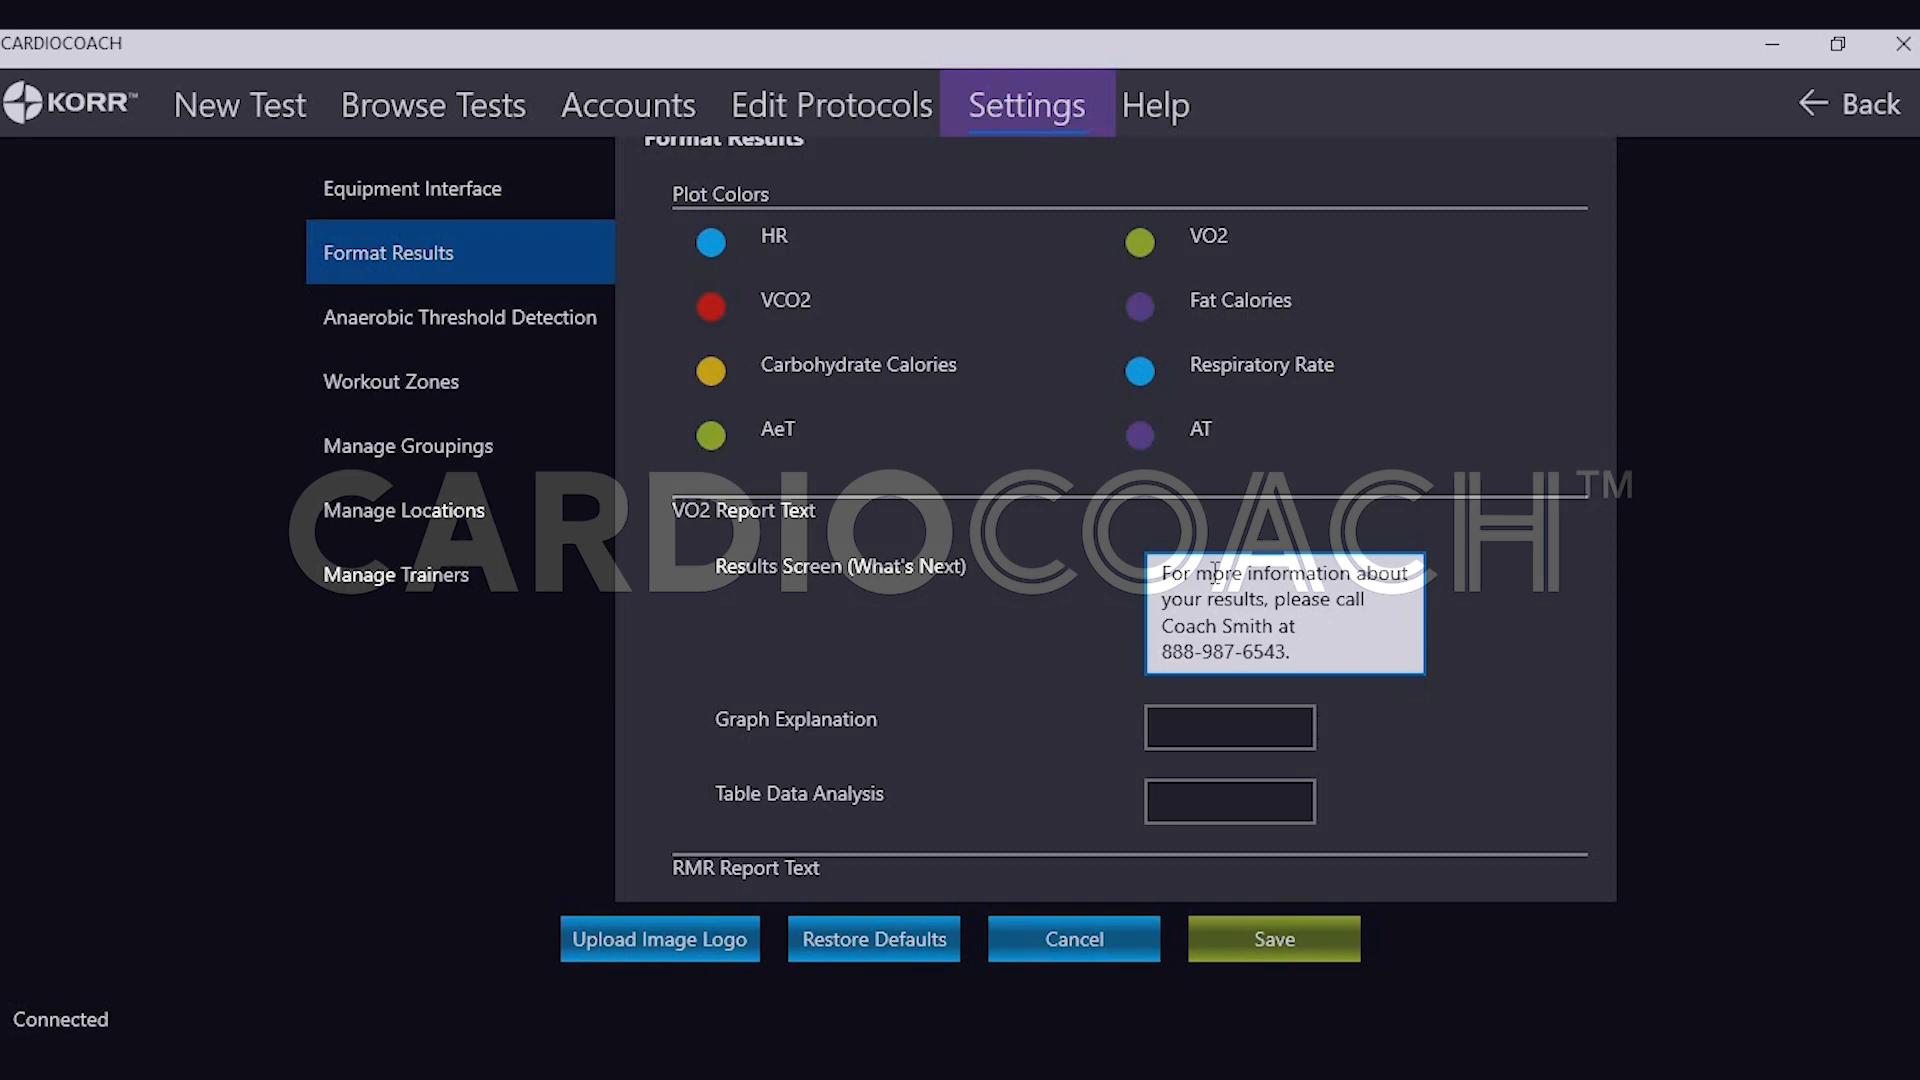 CARDIOCOACH
KORR™ New Test Browse Tests Accounts Edit Protocols Settings Help Back
Format Results
Equipment Interface
Format Results
Anaerobic Threshold Detection
Workout Zones
Manage Groupings
Manage Locations
Manage Trainers
Plot Colors
HR VO2
VCO2 Fat Calories
Carbohydrate Calories Respiratory Rate
AeT AT
CARDIOCOACH™
VO2 Report Text
Results Screen (What's Next)
For more information about
your results, please call
Coach Smith at
888-987-6543.
Graph Explanation
Table Data Analysis
RMR Report Text
Upload Image Logo Restore Defaults Cancel Save
Connected